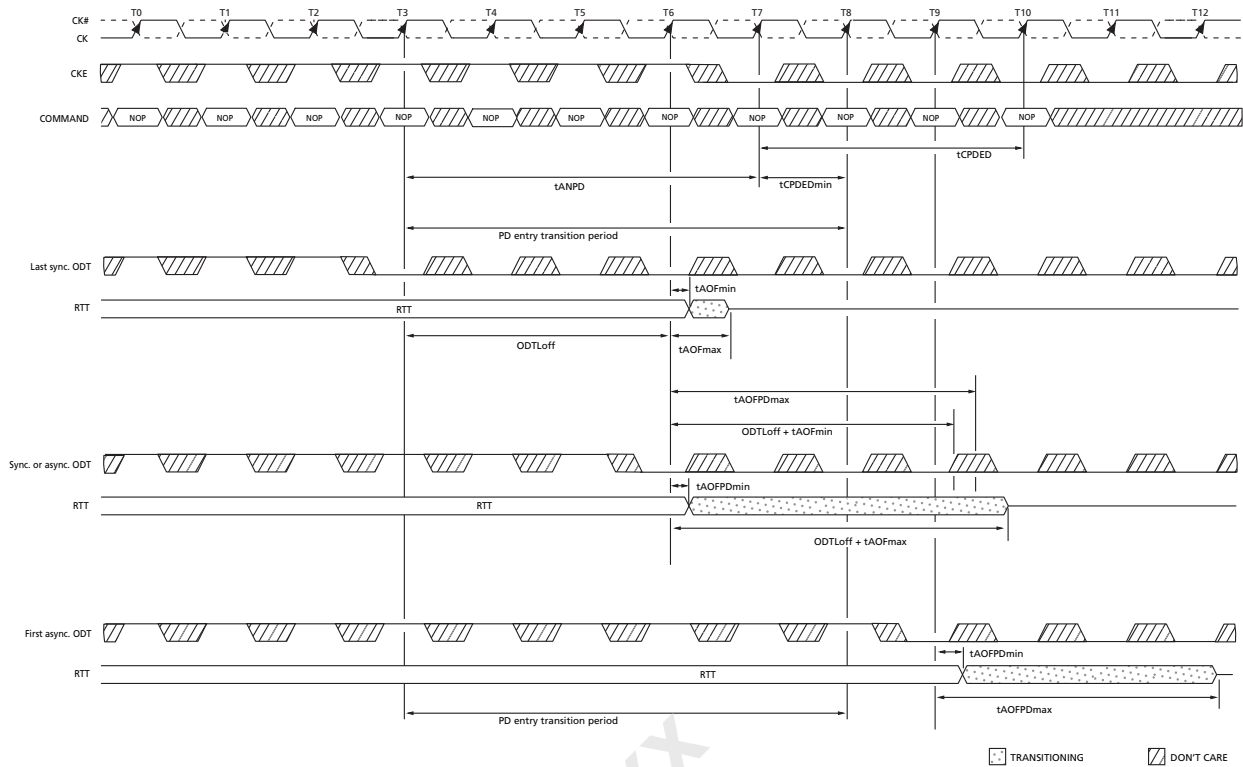 CK#
CK
T0 T1 T2 T3 T4 T5 T6 T7 T8 T9 T10 T11 T12
CKE
COMMAND NOP NOP NOP NOP NOP NOP NOP NOP NOP NOP NOP
tCPDED
tANPD
tCPDEDmin
PD entry transition period
Last sync. ODT
tAOFmin
RTT RTT
ODTLoff
tAOFmax
tAOFPDmax
ODTLoff + tAOFmin
Sync. or async. ODT
tAOFPDmin
RTT RTT
ODTLoff + tAOFmax
First async. ODT
tAOFPDmin
RTT RTT
tAOFPDmax
PD entry transition period
TRANSITIONING
DON'T CARE